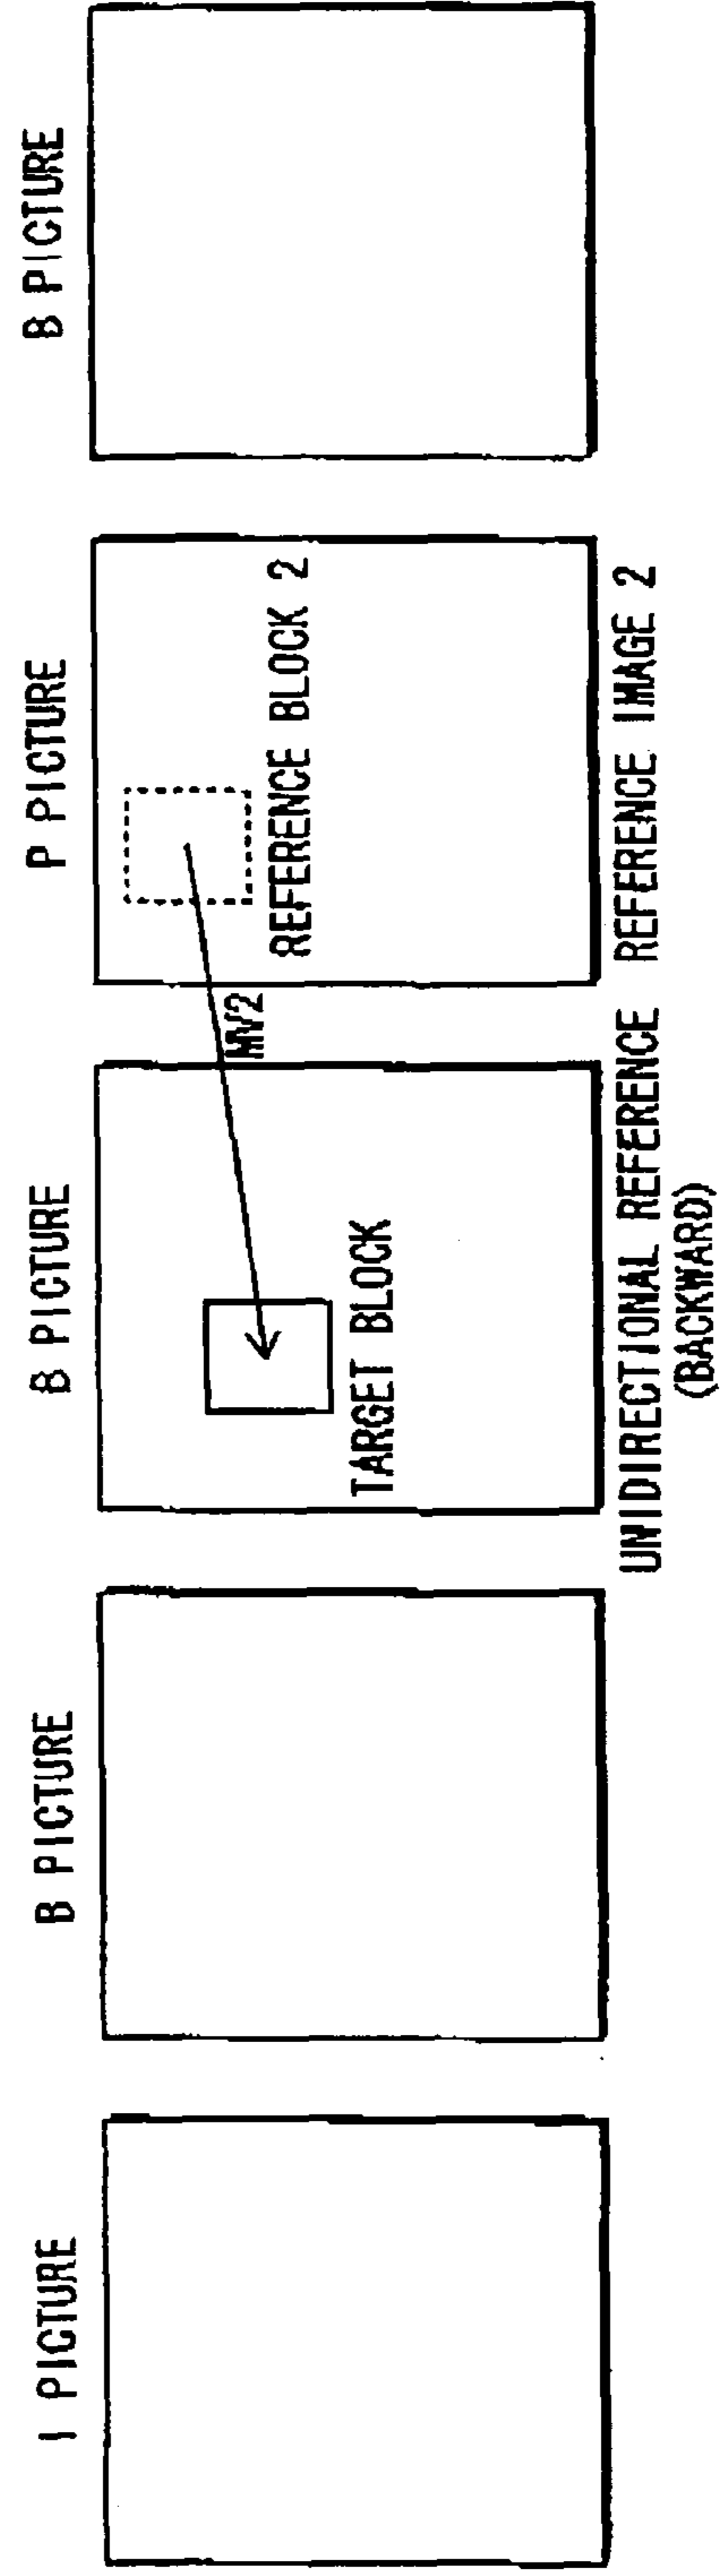 I PICTURE
B PICTURE
B PICTURE
P PICTURE
B PICTURE
MV2
TARGET BLOCK
REFERENCE BLOCK 2
UNIDIRECTIONAL REFERENCE
(BACKWARD)
REFERENCE IMAGE 2